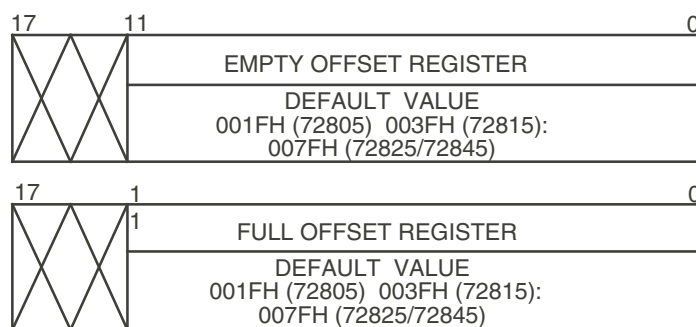 17 11 0
EMPTY OFFSET REGISTER
DEFAULT VALUE
001FH (72805) 003FH (72815):
007FH (72825/72845)
17 1 0
1
FULL OFFSET REGISTER
DEFAULT VALUE
001FH (72805) 003FH (72815):
007FH (72825/72845)